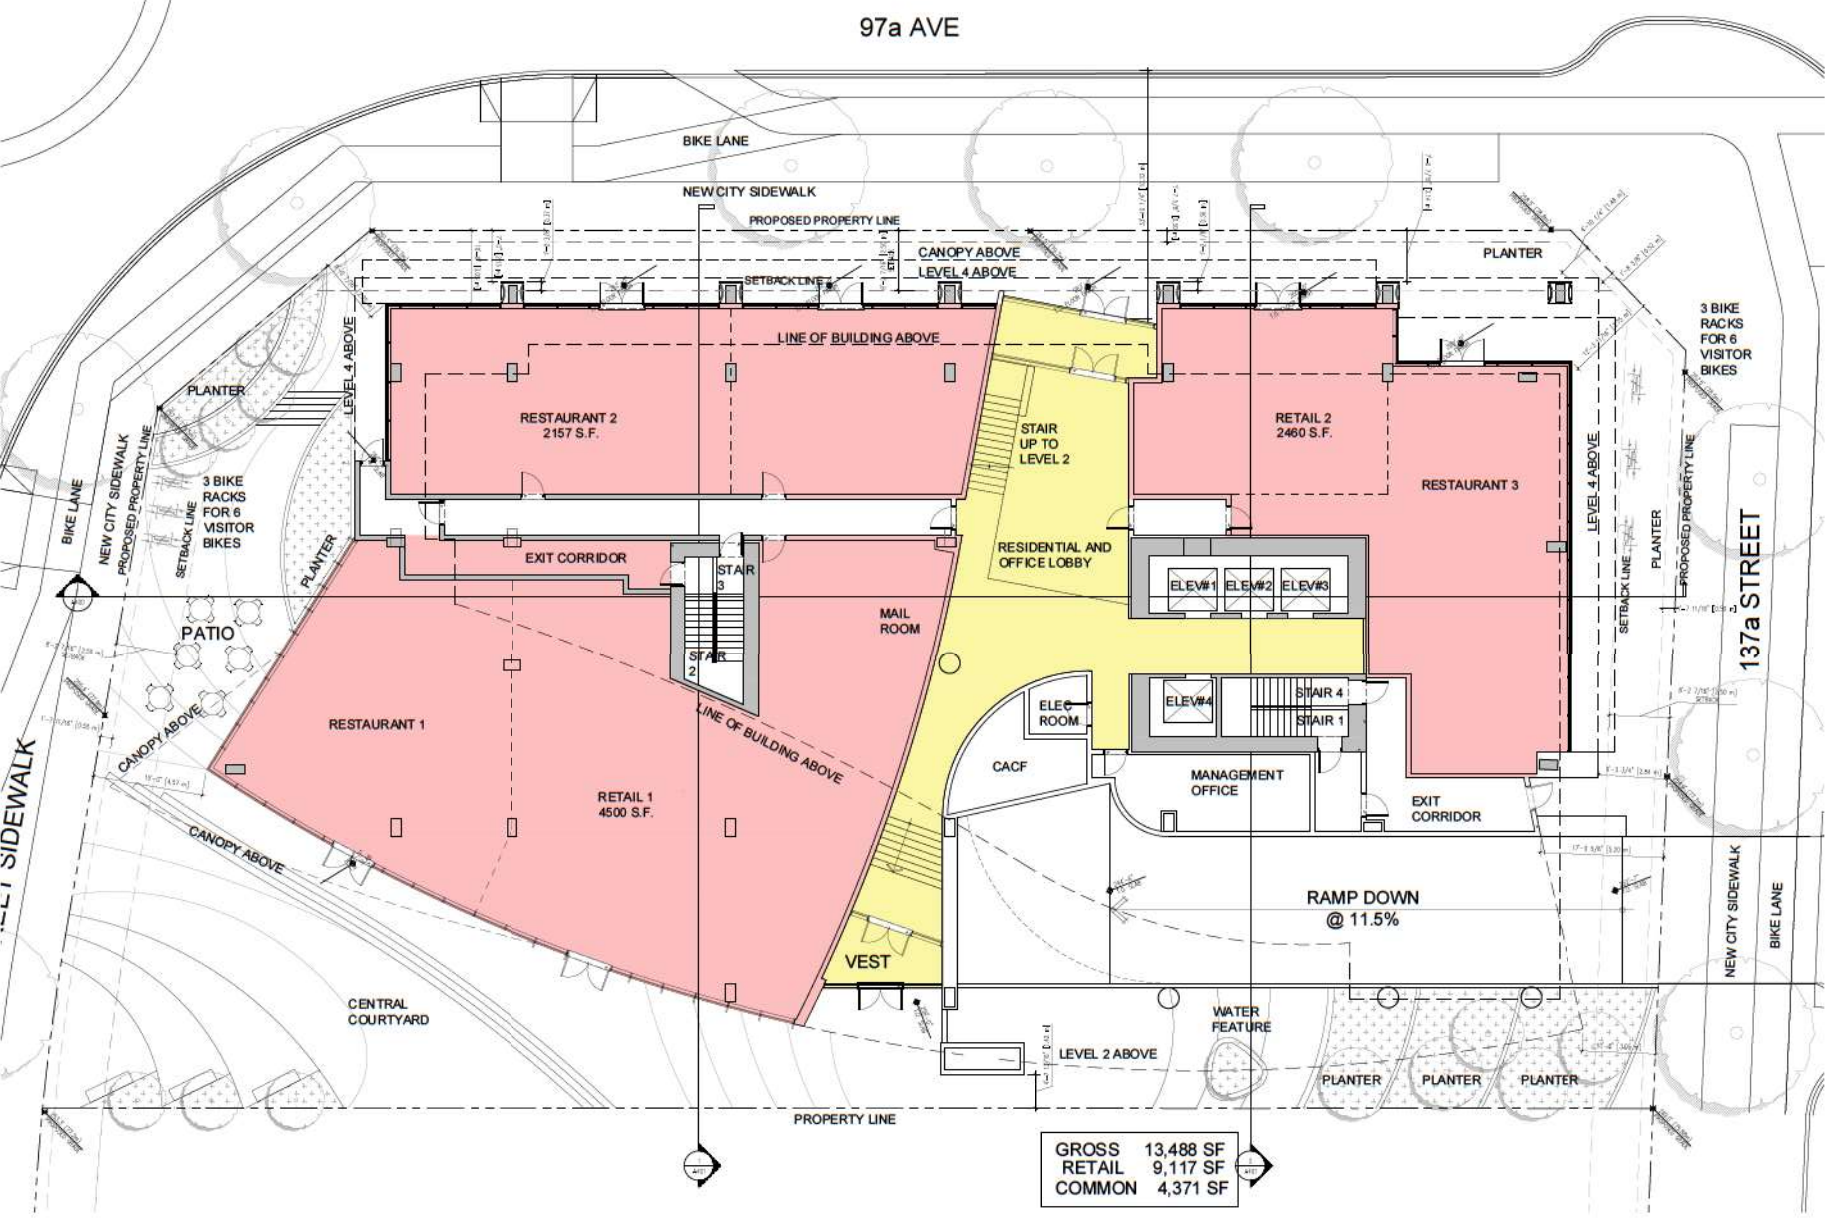 97a AVE
BIKE LANE
NEW CITY SIDEWALK
PROPOSED PROPERTY LINE
CANOPY ABOVE
LEVEL 4 ABOVE
SETBACK LINE
PLANTER
LINE OF BUILDING ABOVE
3 BIKE
RACKS
FOR 6
VISITOR
BIKES
LEVEL 4 ABOVE
PLANTER
RESTAURANT 2
2157 S.F.
STAIR
UP TO
LEVEL 2
RETAIL 2
2460 S.F.
RESTAURANT 3
LEVEL 4 ABOVE
PLANTER
PROPOSED PROPERTY LINE
SETBACK LINE
137a STREET
BIKE LANE
NEW CITY SIDEWALK
PROPOSED PROPERTY LINE
SETBACK LINE
3 BIKE
RACKS
FOR 6
VISITOR
BIKES
PLANTER
EXIT CORRIDOR
STAIR
3
RESIDENTIAL AND
OFFICE LOBBY
ELEV#1
ELEV#2
ELEV#3
MAIL
ROOM
PATIO
STAIR
2
ELEC
ROOM
ELEV#4
STAIR 4
STAIR 1
CANOPY ABOVE
RESTAURANT 1
LINE OF BUILDING ABOVE
CACF
MANAGEMENT
OFFICE
EXIT
CORRIDOR
RETAIL 1
4500 S.F.
CANOPY ABOVE
RAMP DOWN
@ 11.5%
NEW CITY SIDEWALK
BIKE LANE
SIDEWALK
VEST
CENTRAL
COURTYARD
WATER
FEATURE
LEVEL 2 ABOVE
PLANTER
PLANTER
PLANTER
PROPERTY LINE
GROSS 13,488 SF
RETAIL 9,117 SF
COMMON 4,371 SF